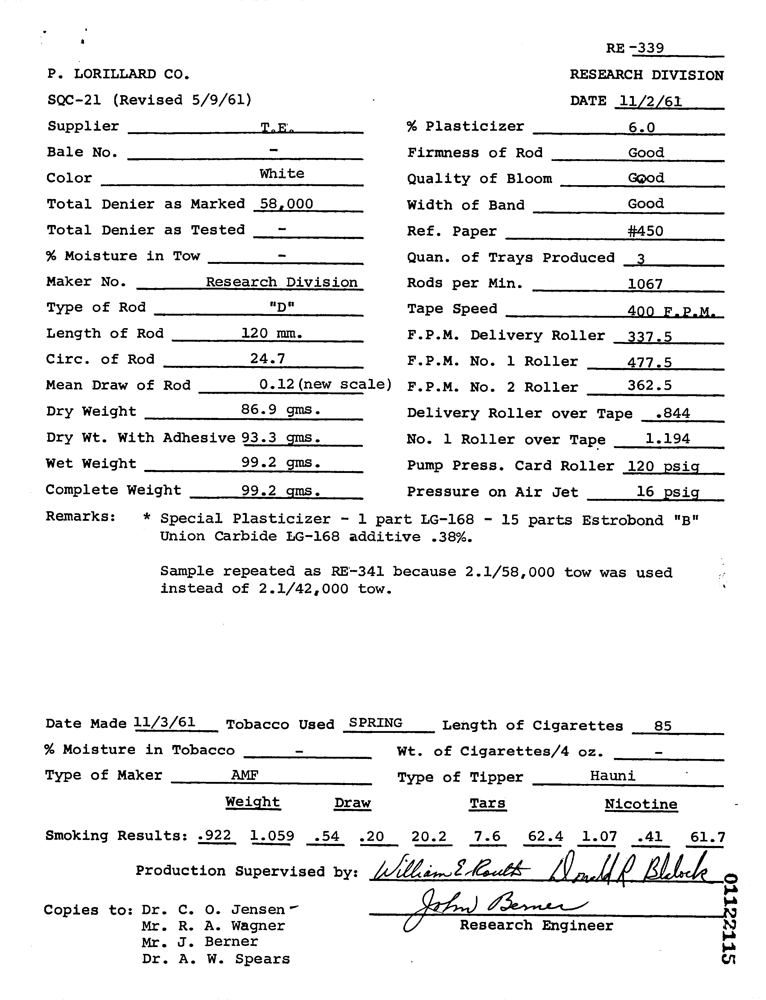 RE-339
P. LORILLARD CO. RESEARCH DIVISION
SQC-21 (Revised 5/9/61) DATE 11/2/61
Supplier T.E. % Plasticizer 6.0
Bale No. - Firmness of Rod Good
Color White Quality of Bloom Good
Total Denier as Marked 58,000 Width of Band Good
Total Denier as Tested - Ref. Paper #450
% Moisture in Tow - Quan. of Trays Produced 3
Maker No. Research Division Rods per Min. 1067
Type of Rod "D" Tape Speed 400 F.P.M.
Length of Rod 120 mm. F.P.M. Delivery Roller 337.5
Circ. of Rod 24.7 F.P.M. No. 1 Roller 477.5
Mean Draw of Rod 0.12(new scale) F.P.M. No. 2 Roller 362.5
Dry Weight 86.9 gms. Delivery Roller over Tape .844
Dry Wt. With Adhesive 93.3 gms. No. 1 Roller over Tape 1.194
Wet Weight 99.2 gms. Pump Press. Card Roller 120 psig
Complete Weight 99.2 gms. Pressure on Air Jet 16 psig
Remarks: * Special Plasticizer - 1 part LG-168 - 15 parts Estrobond "B"
Union Carbide LG-168 additive .38%.
Sample repeated as RE-341 because 2.1/58,000 tow was used
instead of 2.1/42,000 tow.
Date Made 11/3/61 Tobacco Used SPRING Length of Cigarettes 85
% Moisture in Tobacco - Wt. of Cigarettes/4 oz. -
Type of Maker AMF Type of Tipper Hauni
Weight Draw Tars Nicotine
Smoking Results: .922 1.059 .54 .20 20.2 7.6 62.4 1.07 .41 61.7
Production Supervised by: William E Routh Donald R Blalock
Copies to: Dr. C. O. Jensen John Berner
Mr. R. A. Wagner Research Engineer
Mr. J. Berner
Dr. A. W. Spears
01122115